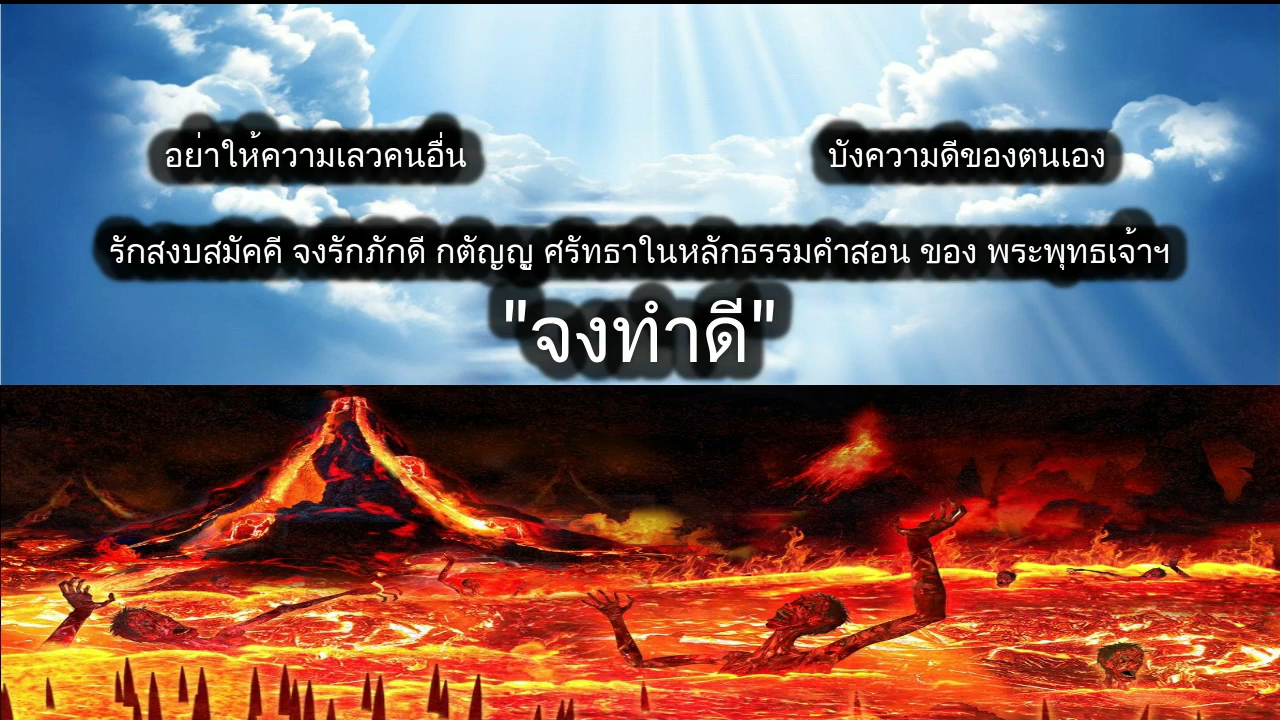 อย่าให้ความเลวคนอื่น บังความดีของตนเอง
รักสงบสมัคคี จงรักภักดี กตัญญู ศรัทธาในหลักธรรมคำสอน ของ พระพุทธเจ้าฯ
"จงทำดี"